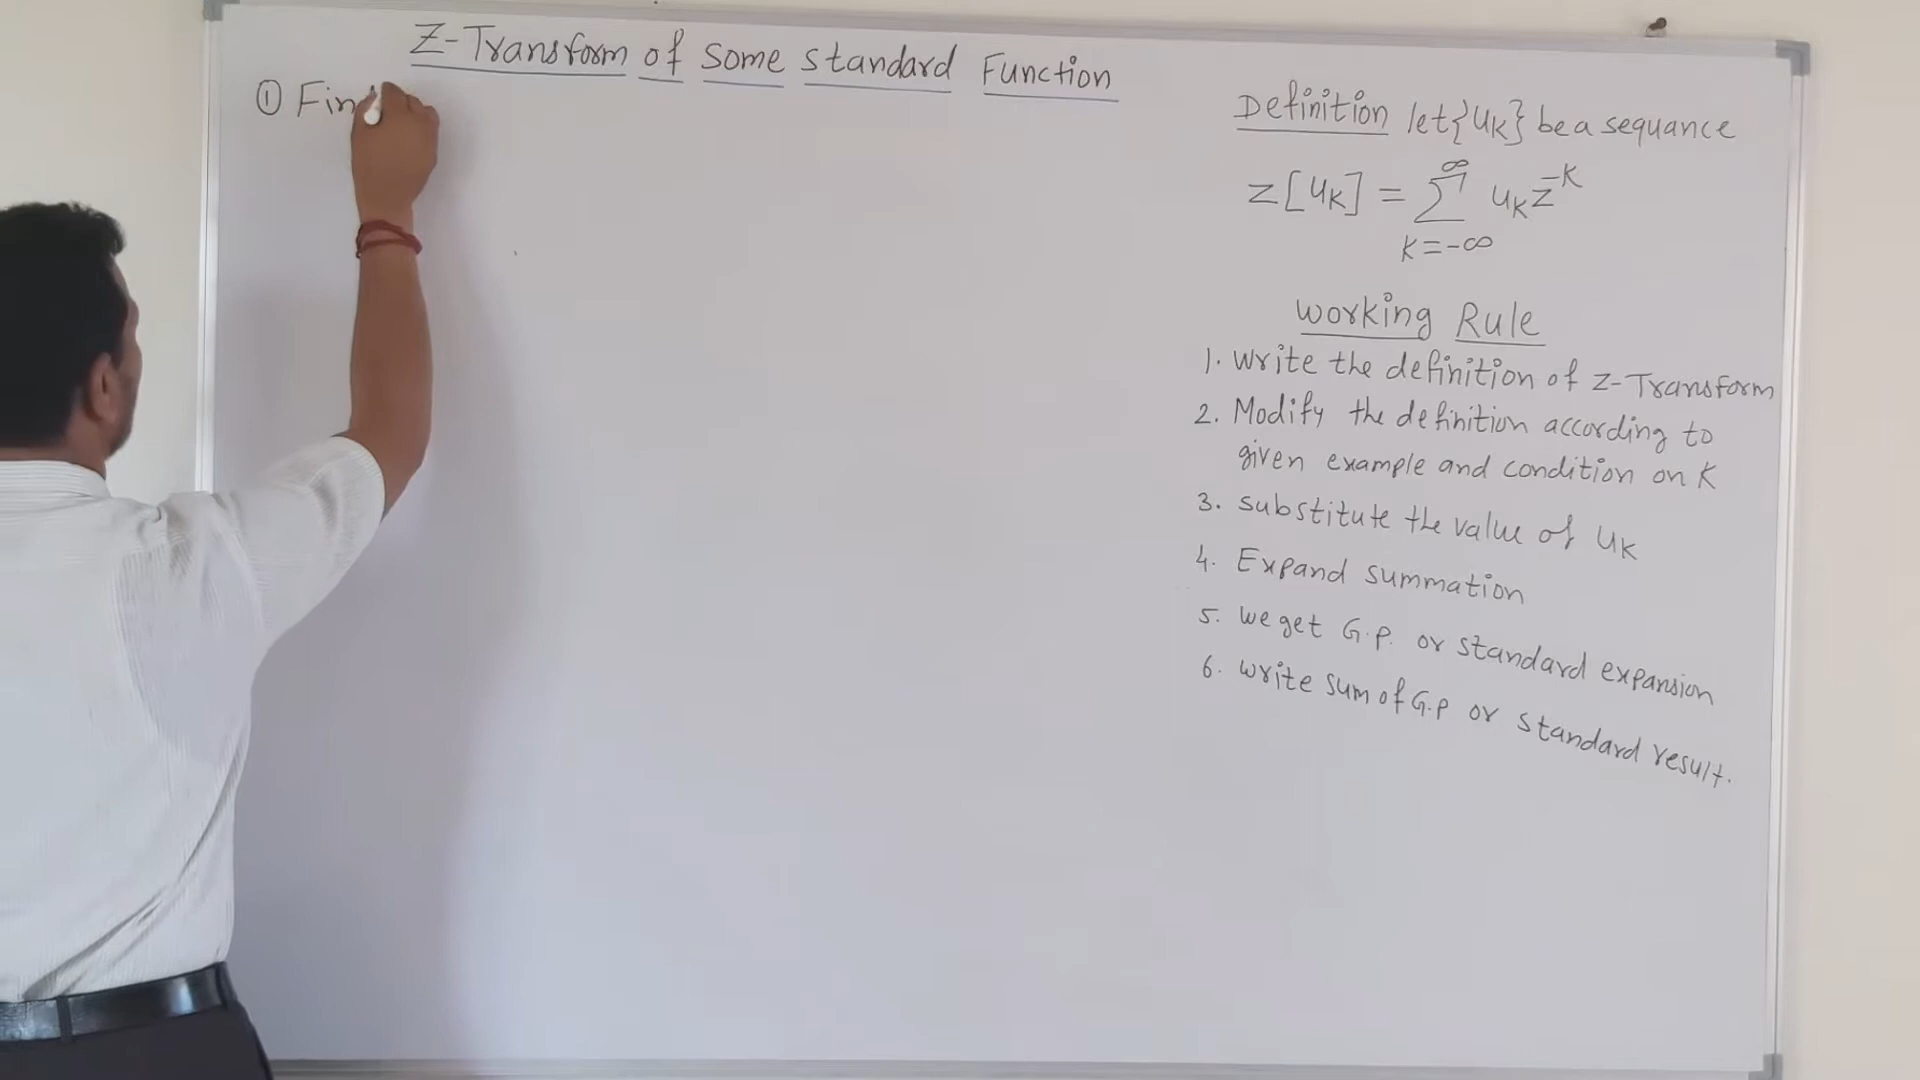 Z-Transform of some standard Function
① Fin
Definition let {uK} be a sequance
z[uK] = ∞∑K=-∞ uK z^-K
working Rule
1. write the definition of z-Transform
2. Modify the definition according to
given example and condition on K
3. substitute the value of uK
4. Expand summation
5. we get G.P. or standard expansion
6. write sum of G.P or standard result.